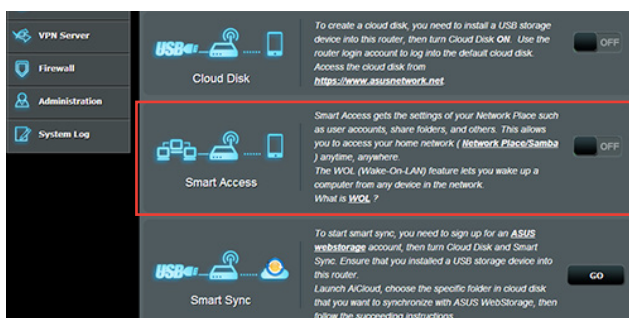 VPN Server
Firewall
Administration
System Log
USB
Cloud Disk
To create a cloud disk, you need to install a USB storage
device into this router, then turn Cloud Disk ON. Use the
router login account to log into the default cloud disk.
Access the cloud disk from
https://www.asusnetwork.net.
OFF
Smart Access
Smart Access gets the settings of your Network Place such
as user accounts, share folders, and others. This allows
you to access your home network ( Network Place/Samba
) anytime, anywhere.
The WOL (Wake-On-LAN) feature lets you wake up a
computer from any device in the network.
What is WOL ?
OFF
USB
Smart Sync
To start smart sync, you need to sign up for an ASUS
webstorage account, then turn Cloud Disk and Smart
Sync. Ensure that you installed a USB storage device into
this router.
Launch AiCloud, choose the specific folder in cloud disk
that you want to synchronize with ASUS WebStorage, then
follow the succeeding instructions.
GO